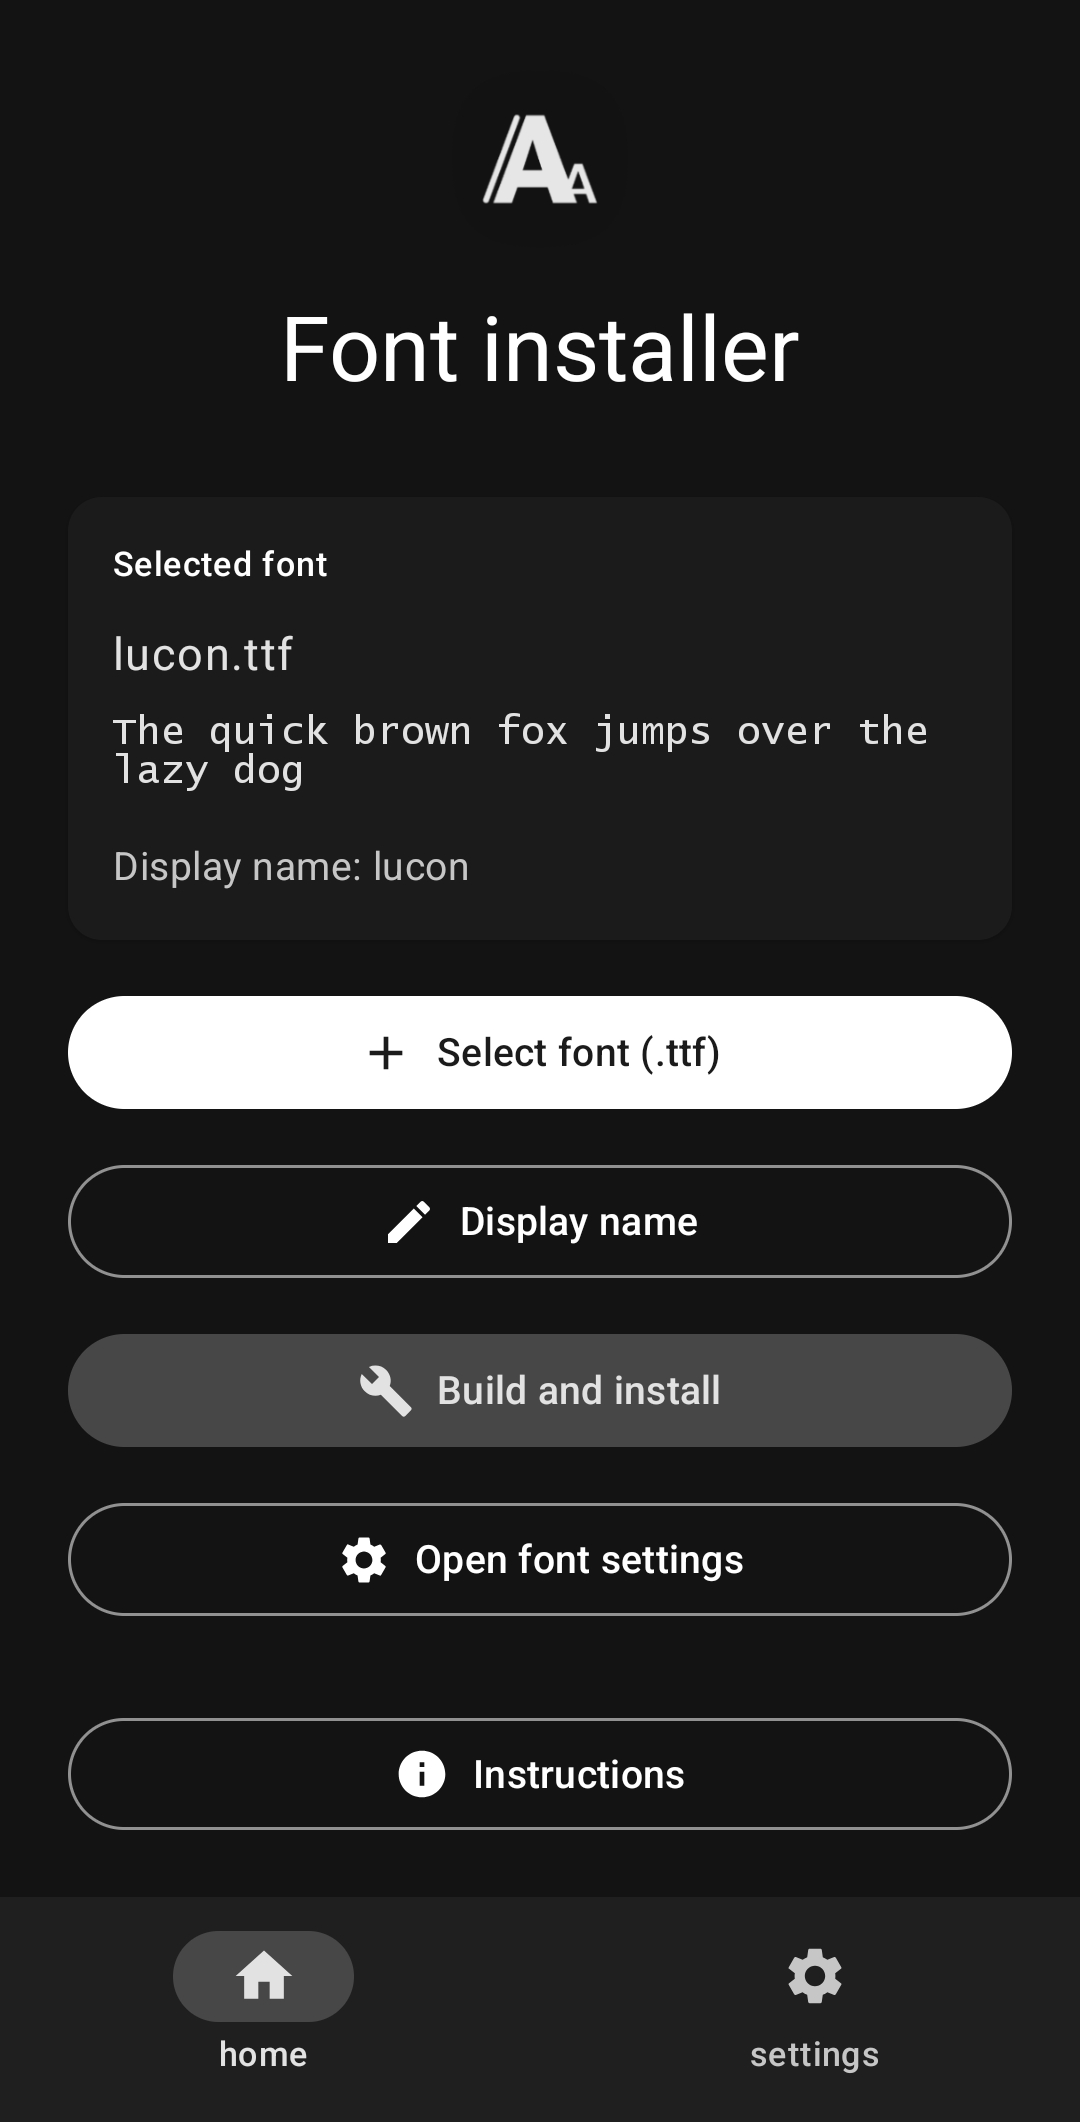 Font installer
Selected font
lucon.ttf
The quick brown fox jumps over the
lazy dog
Display name: lucon
Select font (.ttf)
Display name
Build and install
Open font settings
Instructions
home
settings